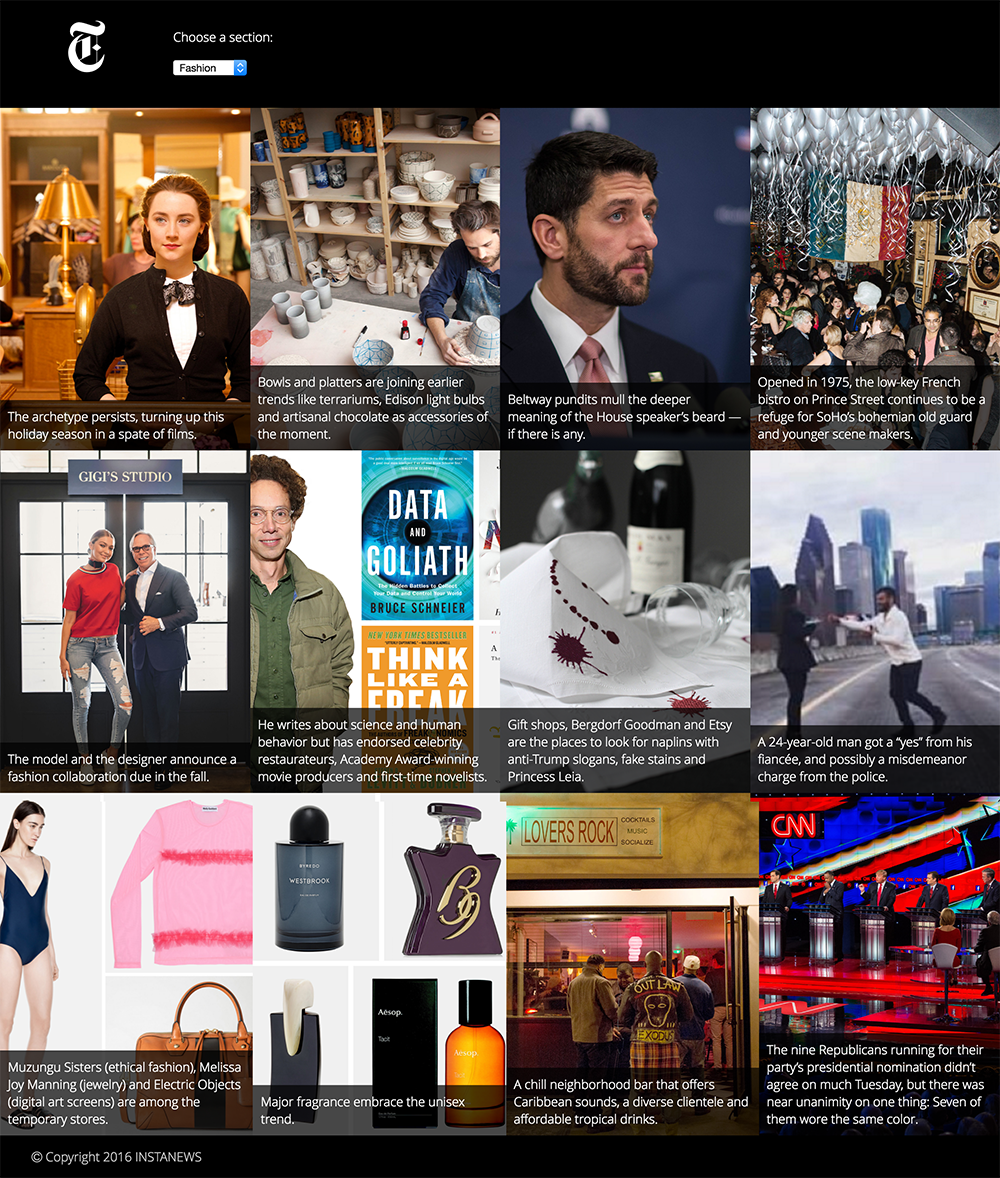 T
Choose a section:
Fashion
The archetype persists, turning up this
holiday season in a spate of films.
Bowls and platters are joining earlier
trends like terrariums, Edison light bulbs
and artisanal chocolate as accessories of
the moment.
Beltway pundits mull the deeper
meaning of the House speaker's beard —
if there is any.
Opened in 1975, the low-key French
bistro on Prince Street continues to be a
refuge for SoHo's bohemian old guard
and younger scene makers.
GIGI'S STUDIO
The model and the designer announce a
fashion collaboration due in the fall.
DATA
AND
GOLIATH
The Hidden Battles to Collect
Your Data and Control Your World
BRUCE SCHNEIER
NEW YORK TIMES BESTSELLER
THINK
LIKE A
FREAK
He writes about science and human
behavior but has endorsed celebrity
restaurateurs, Academy Award-winning
movie producers and first-time novelists.
Gift shops, Bergdorf Goodman and Etsy
are the places to look for naplins with
anti-Trump slogans, fake stains and
Princess Leia.
A 24-year-old man got a “yes” from his
fiancée, and possibly a misdemeanor
charge from the police.
Muzungu Sisters (ethical fashion), Melissa
Joy Manning (jewelry) and Electric Objects
(digital art screens) are among the
temporary stores.
BYREDO
WESTBROOK
B9
Aēsop.
Tacit
Aēsop.
Major fragrance embrace the unisex
trend.
LOVERS ROCK
COCKTAILS
MUSIC
SOCIALIZE
OUTLAW
EXODUS
A chill neighborhood bar that offers
Caribbean sounds, a diverse clientele and
affordable tropical drinks.
CNN
The nine Republicans running for their
party's presidential nomination didn't
agree on much Tuesday, but there was
near unanimity on one thing: Seven of
them wore the same color.
© Copyright 2016 INSTANEWS